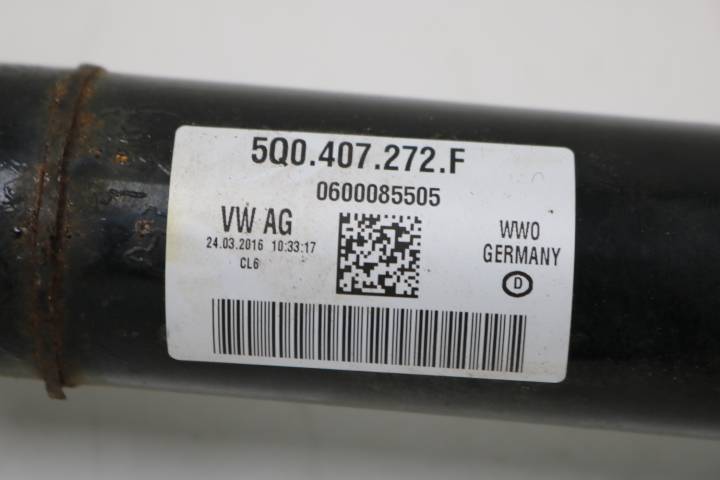 5Q0.407.272.F
0600085505
VW AG
24.03.2016 10:33:17
CL6
WWO
GERMANY
D